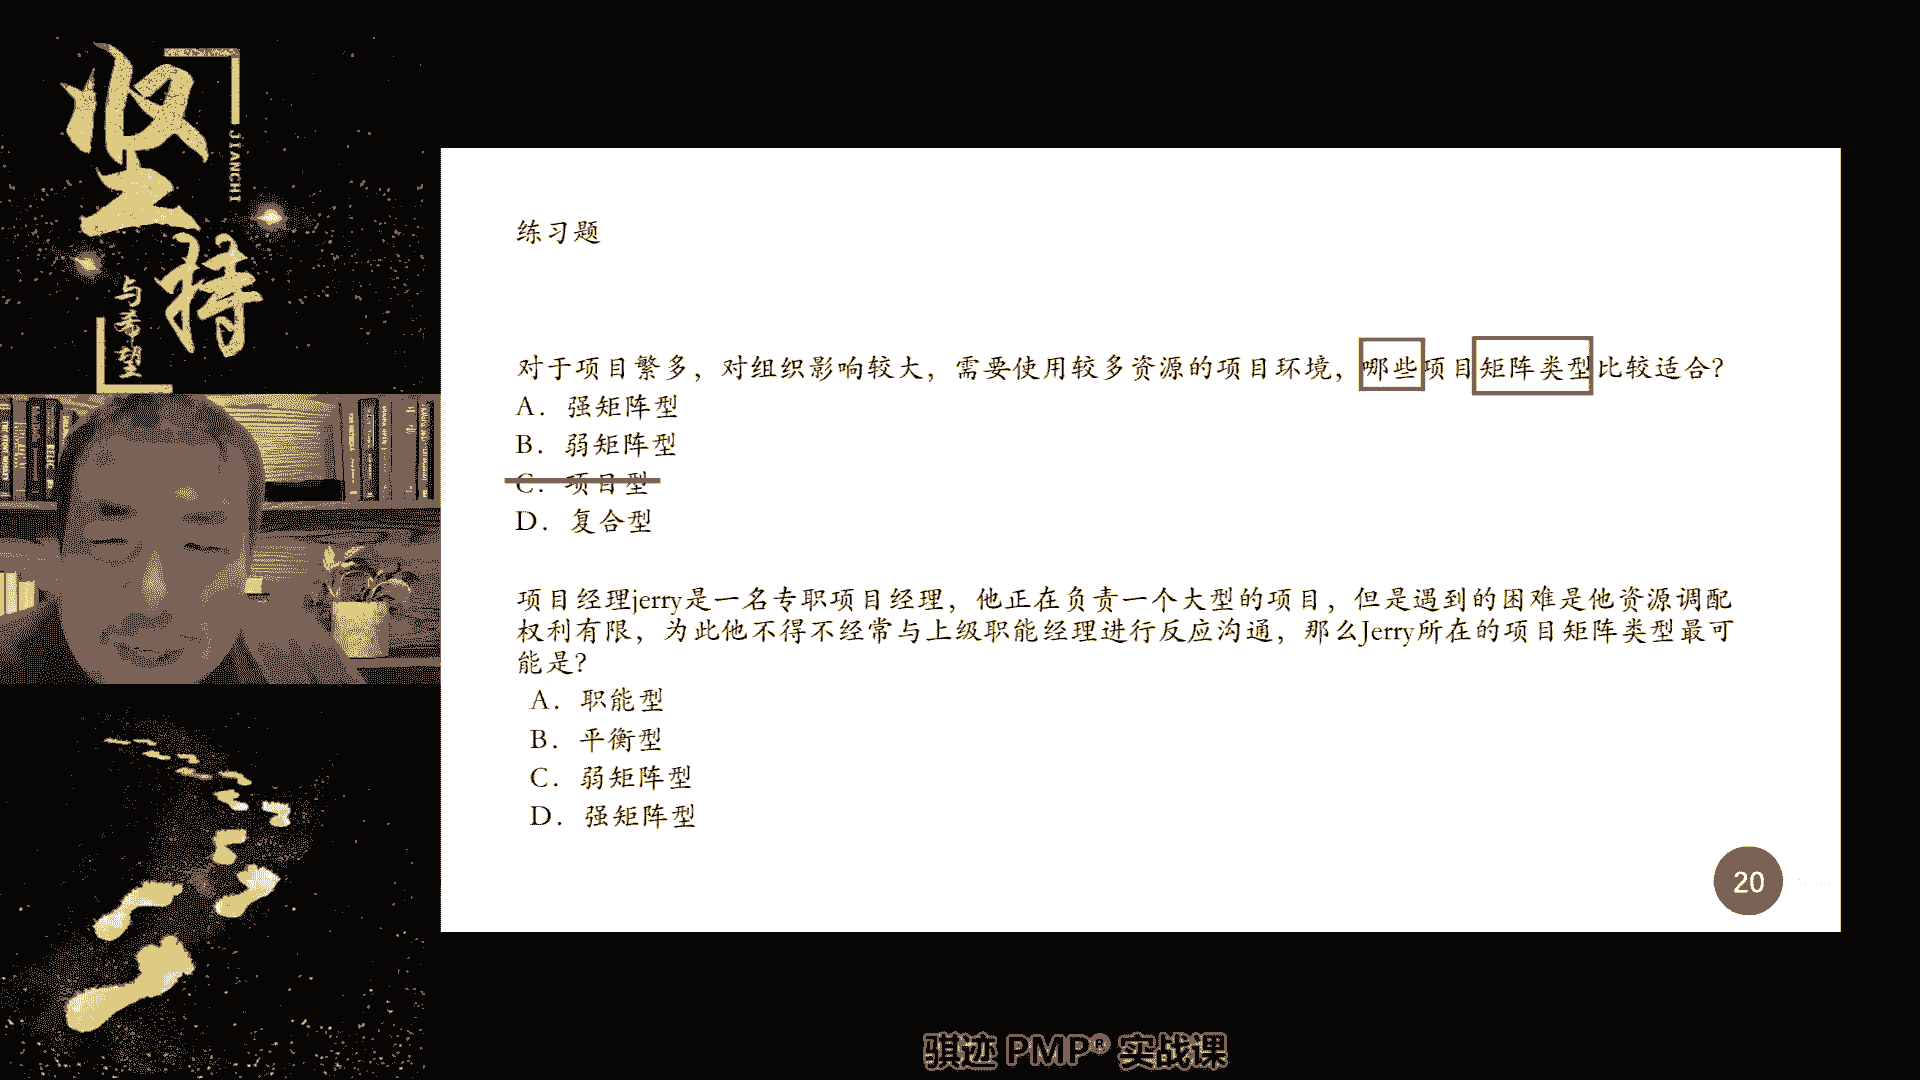 坚持
JIANCHI
与希望
练习题
对于项目繁多，对组织影响较大，需要使用较多资源的项目环境，哪些项目矩阵类型比较适合？
A. 强矩阵型
B. 弱矩阵型
C. 项目型
D. 复合型
项目经理jerry是一名专职项目经理，他正在负责一个大型的项目，但是遇到的困难是他资源调配
权利有限，为此他不得不经常与上级职能经理进行反应沟通，那么Jerry所在的项目矩阵类型最可
能是？
A. 职能型
B. 平衡型
C. 弱矩阵型
D. 强矩阵型
20
骐迹 PMP® 实战课